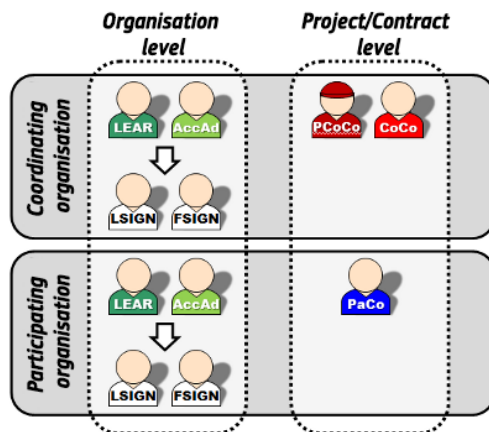 Organisation
level
Project/Contract
level
Coordinating
organisation
LEAR AccAd
PCoCo CoCo
LSIGN FSIGN
Participating
organisation
LEAR AccAd
PaCo
LSIGN FSIGN